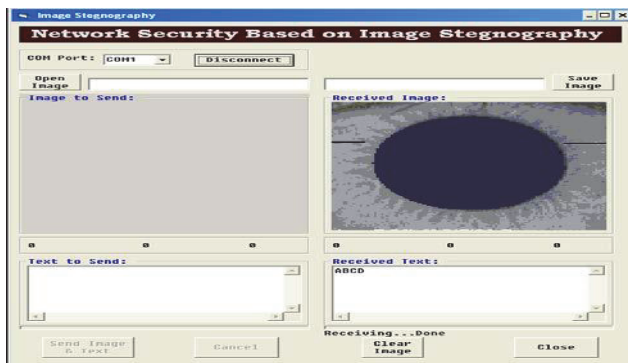 Image Stegnography
Network Security Based on Image Stegnography
COM Port: COM1 Disconnect
Open Image Save Image
Image to Send: Received Image:
0 0 0 0 0 0
Text to Send: Received Text:
ABCD
Receiving...Done
Send Image & Text Cancel Clear Image Close